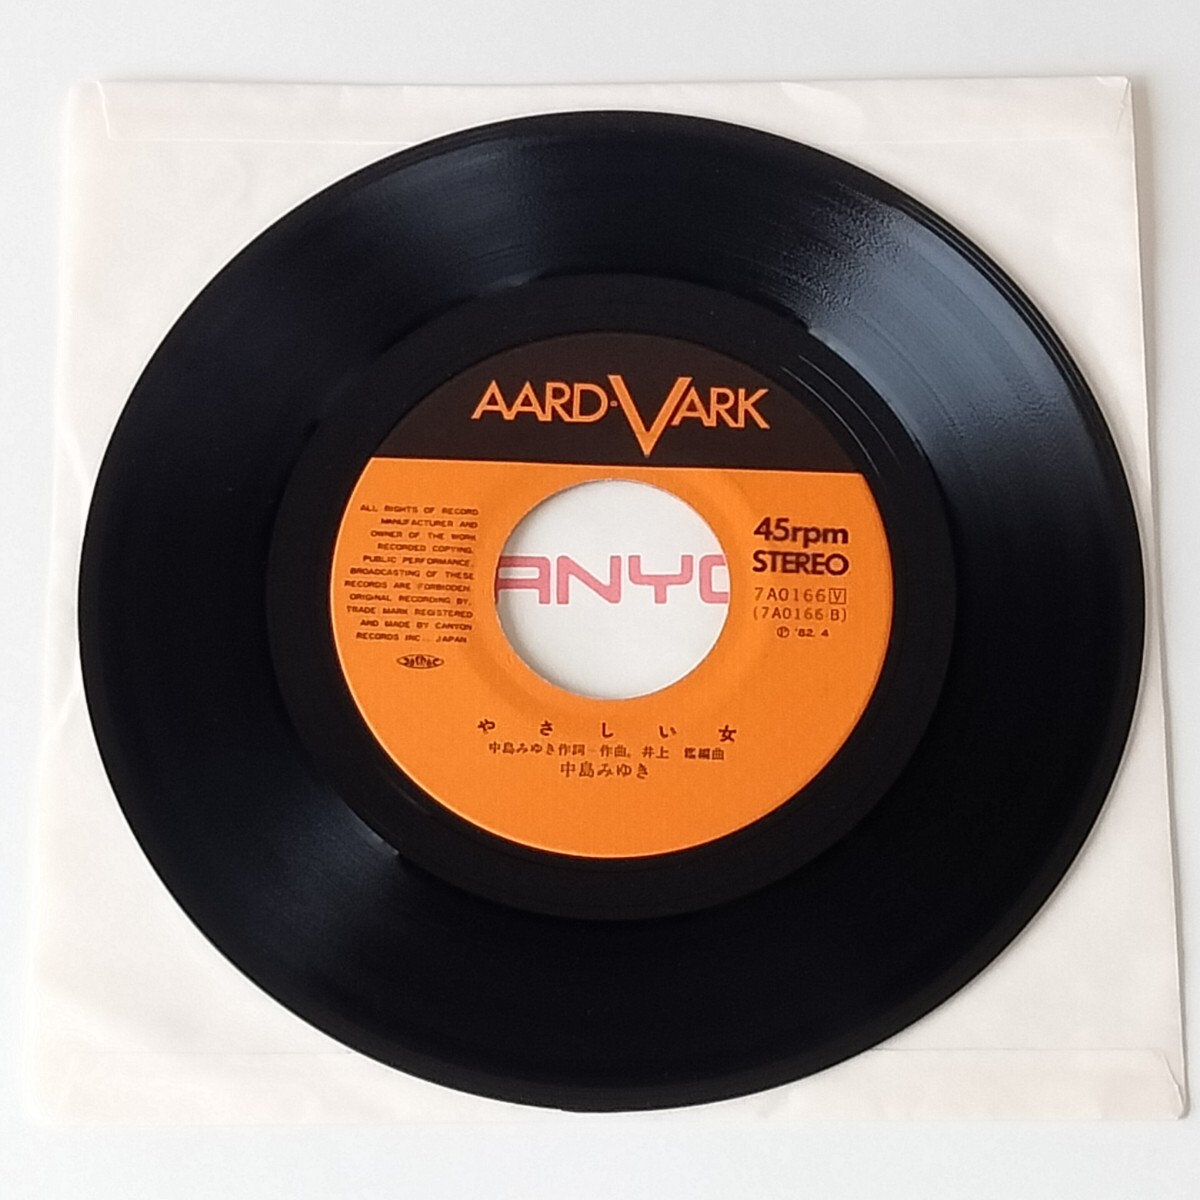 AARD-VARK
ALL RIGHTS OF RECORD
MANUFACTURER AND
OWNER OF THE WORK
RECORDED COPYING,
PUBLIC PERFORMANCE,
BROADCASTING OF THESE
RECORDS ARE FORBIDDEN.
ORIGINAL RECORDING BY,
TRADE MARK REGISTERED
AND MADE BY CANYON
RECORDS INC., JAPAN
JASRAC
ANYO
45rpm
STEREO
7A0166 V
(7A0166 B)
Ⓟ '82. 4
やさしい女
中島みゆき作詞・作曲, 井上 鑑編曲
中島みゆき